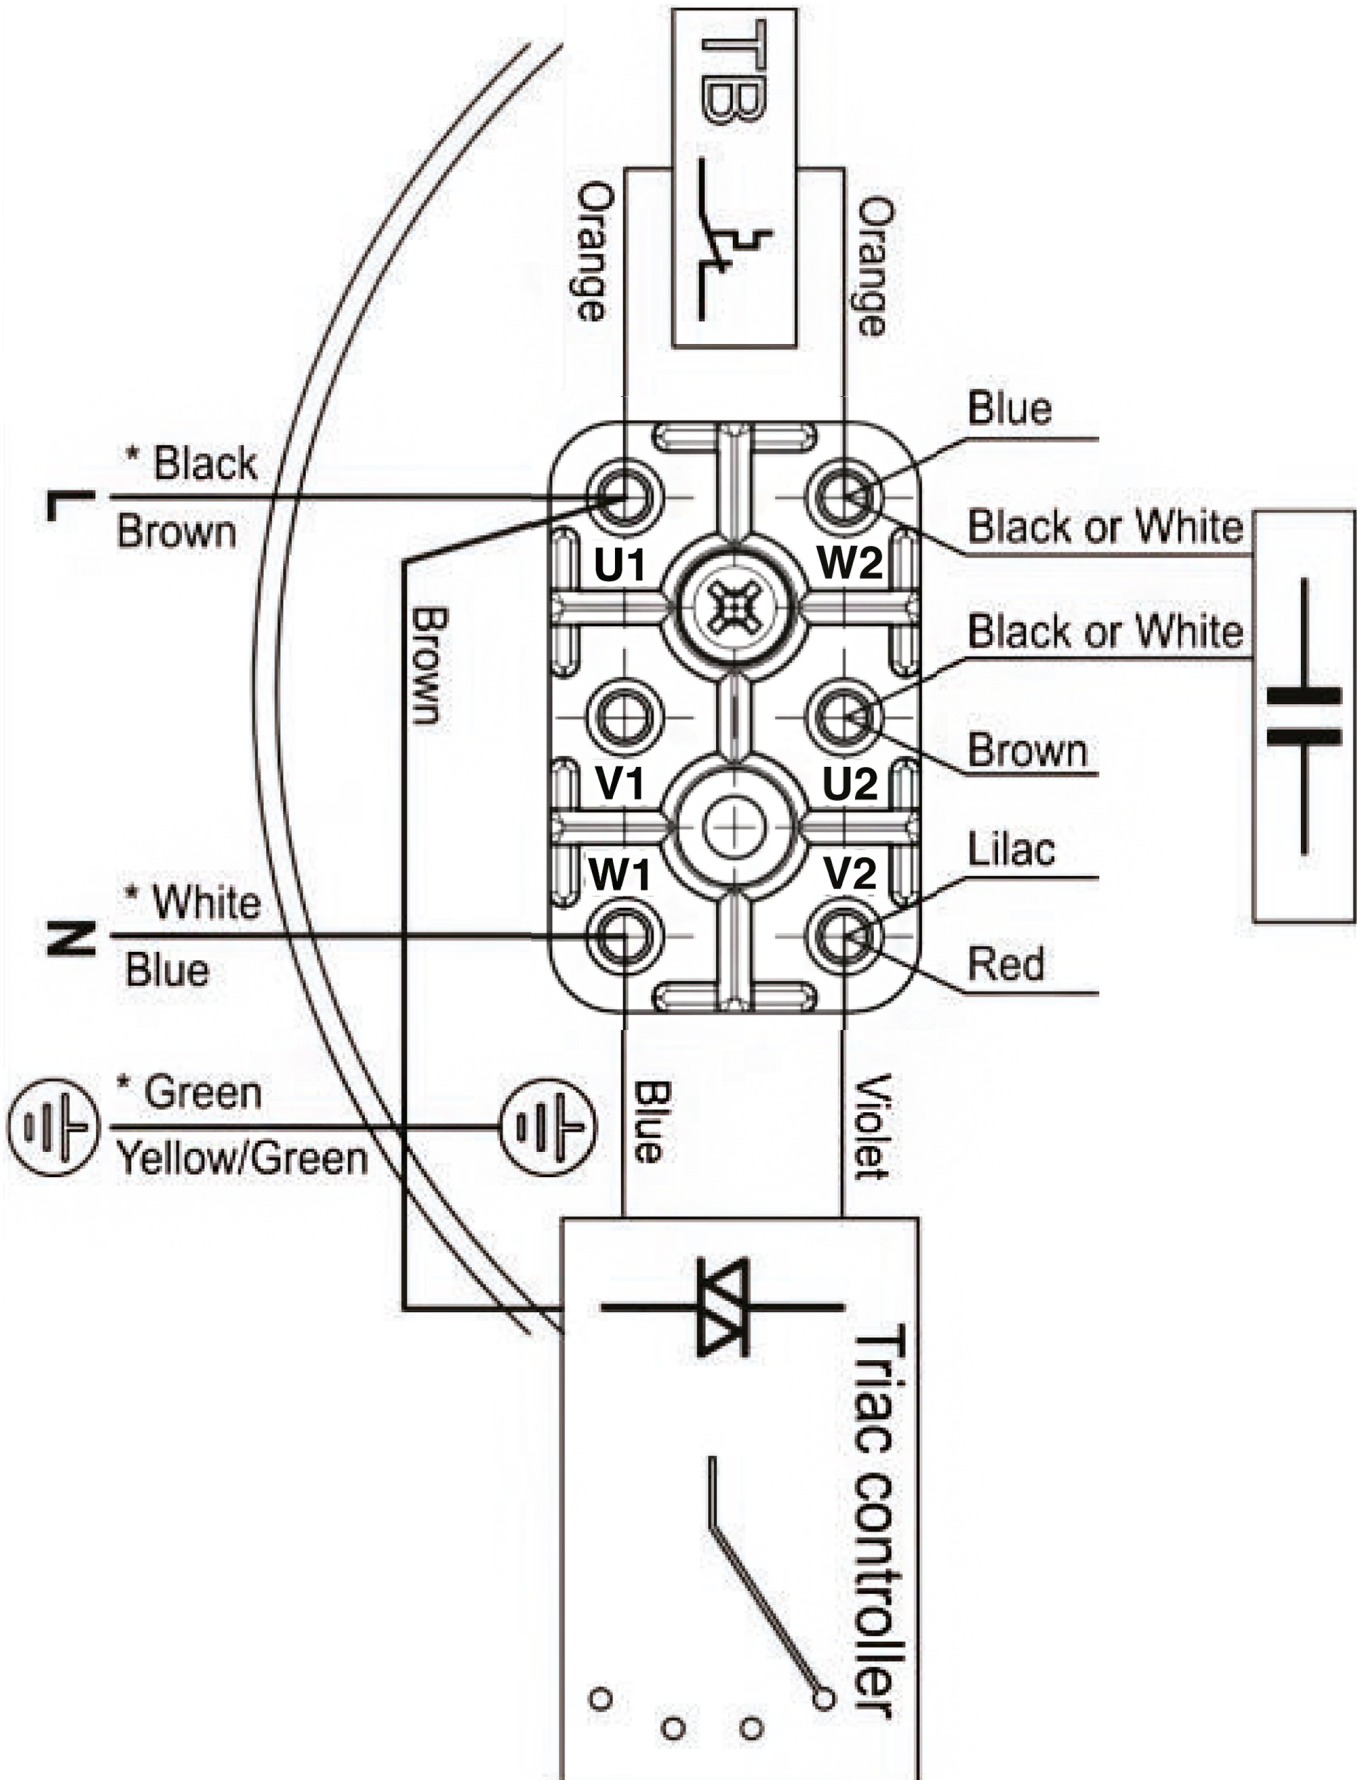 TB
Orange
Orange
Blue
* Black
L
Brown
Black or White
U1
W2
Brown
Black or White
Brown
V1
U2
Lilac
W1
V2
* White
N
Blue
Red
* Green
Yellow/Green
Blue
Violet
Triac controller